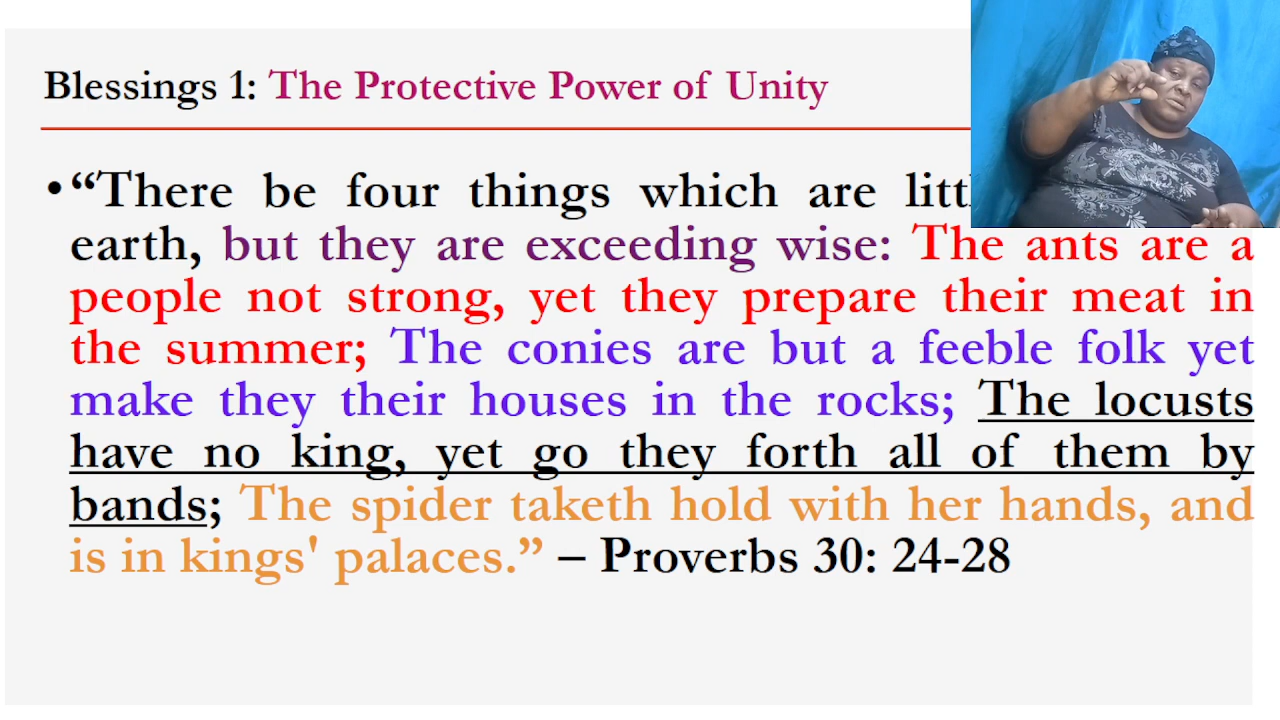 Blessings 1: The Protective Power of Unity
• “There be four things which are
earth, but they are exceeding wise: The ants are a
people not strong, yet they prepare their meat in
the summer; The conies are but a feeble folk yet
make they their houses in the rocks; The locusts
have no king, yet go they forth all of them by
bands; The spider taketh hold with her hands, and
is in kings' palaces.” – Proverbs 30: 24-28